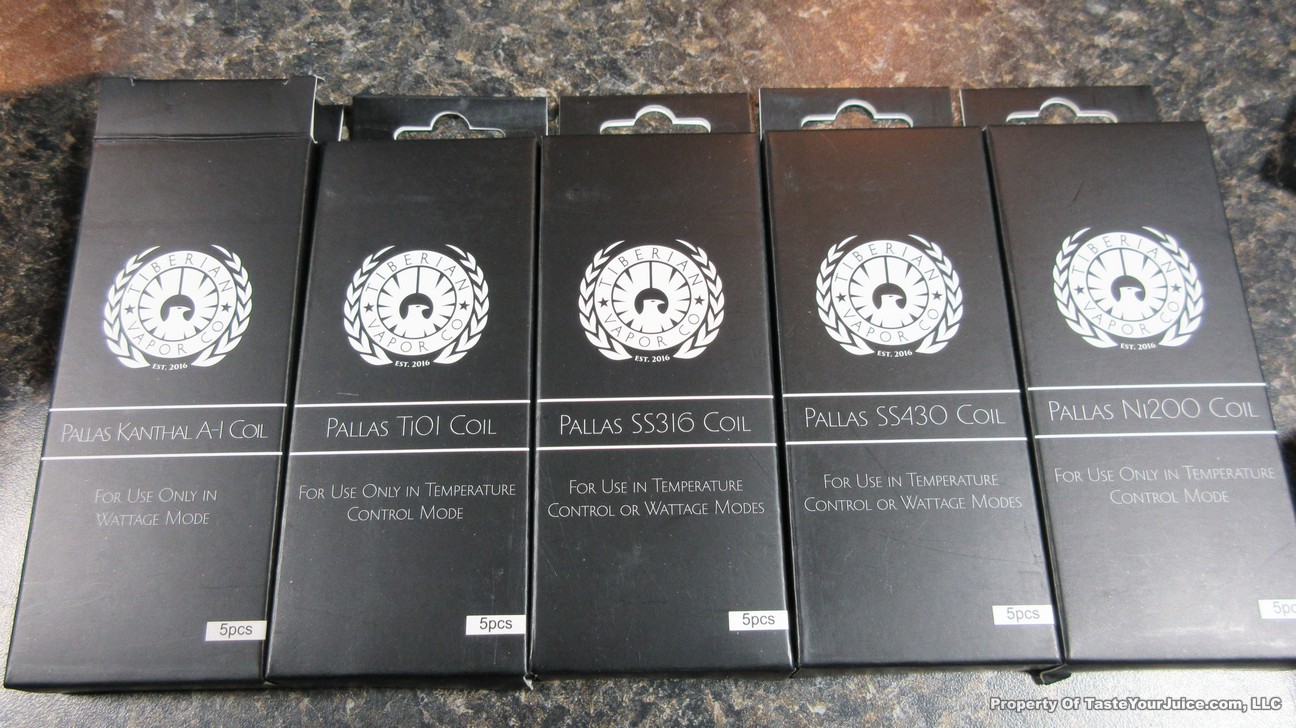 TIBERIAN
VAPOR CO
EST. 2016
PALLAS KANTHAL A-1 COIL
FOR USE ONLY IN
WATTAGE MODE
5pcs
TIBERIAN
VAPOR CO
EST. 2016
PALLAS TI01 COIL
FOR USE ONLY IN TEMPERATURE
CONTROL MODE
5pcs
TIBERIAN
VAPOR CO
EST. 2016
PALLAS SS316 COIL
FOR USE IN TEMPERATURE
CONTROL OR WATTAGE MODES
5pcs
TIBERIAN
VAPOR CO
EST. 2016
PALLAS SS430 COIL
FOR USE IN TEMPERATURE
CONTROL OR WATTAGE MODES
5pcs
TIBERIAN
VAPOR CO
EST. 2016
PALLAS NI200 COIL
FOR USE ONLY IN TEMPERATURE
CONTROL MODE
5pc
Property Of TasteYourJuice.com, LLC